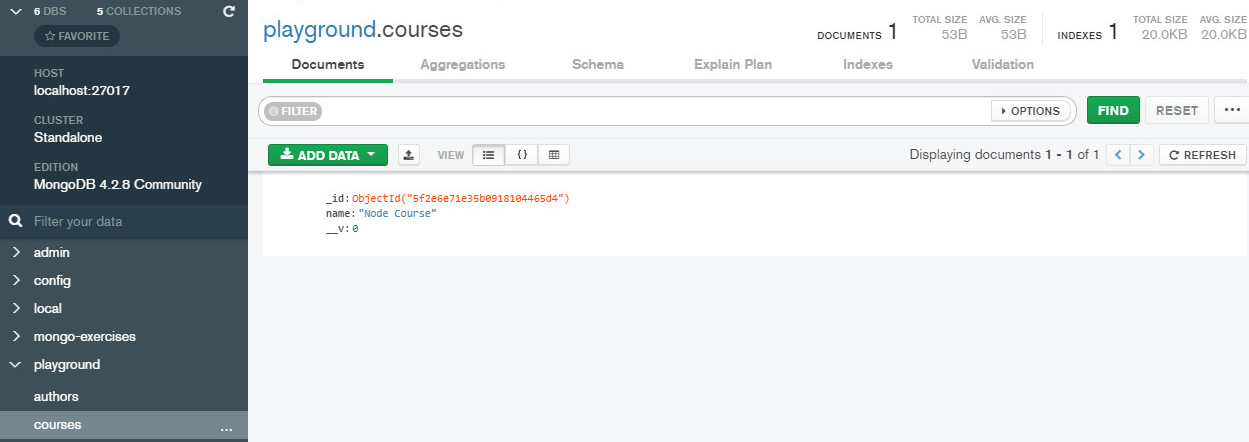 6 DBS 5 COLLECTIONS
FAVORITE
HOST
localhost:27017
CLUSTER
Standalone
EDITION
MongoDB 4.2.8 Community
Filter your data
admin
config
local
mongo-exercises
playground
authors
courses ...
playground.courses
DOCUMENTS 1 TOTAL SIZE 53B AVG. SIZE 53B INDEXES 1 TOTAL SIZE 20.0KB AVG. SIZE 20.0KB
Documents Aggregations Schema Explain Plan Indexes Validation
FILTER OPTIONS FIND RESET ...
ADD DATA VIEW {} Displaying documents 1 - 1 of 1 < > REFRESH
_id: ObjectId("5f2e6e71e35b0918104465d4")
name: "Node Course"
__v: 0